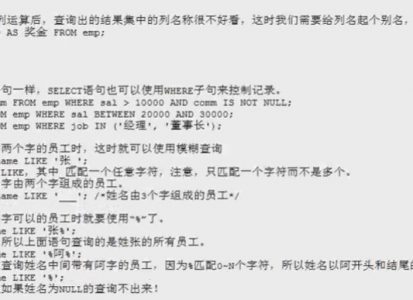 列运算后，查询出的结果集中的列名称很不好看，这时我们需要给列名起个别名，
AS 奖金 FROM emp;
句一样，SELECT语句也可以使用WHERE子句来控制记录。
m FROM emp WHERE sal > 10000 AND comm IS NOT NULL;
M emp WHERE sal BETWEEN 20000 AND 30000;
M emp WHERE job IN ('经理', '董事长');
两个字的员工时，这时就可以使用模糊查询
ame LIKE '张_';
LIKE，其中_匹配一个任意字符，注意，只匹配一个字符而不是多个。
字由两个字组成的员工。
me LIKE '___'; /*姓名由3个字组成的员工*/
字可以的员工时就要使用“%”了。
me LIKE '张%';
所以上面语句查询的是姓张的所有员工。
me LIKE '%阿%';
查询姓名中间带有阿字的员工，因为%匹配0~N个字符，所以姓名以阿开头和结尾的
me LIKE '%';
如果姓名为NULL的查询不出来！